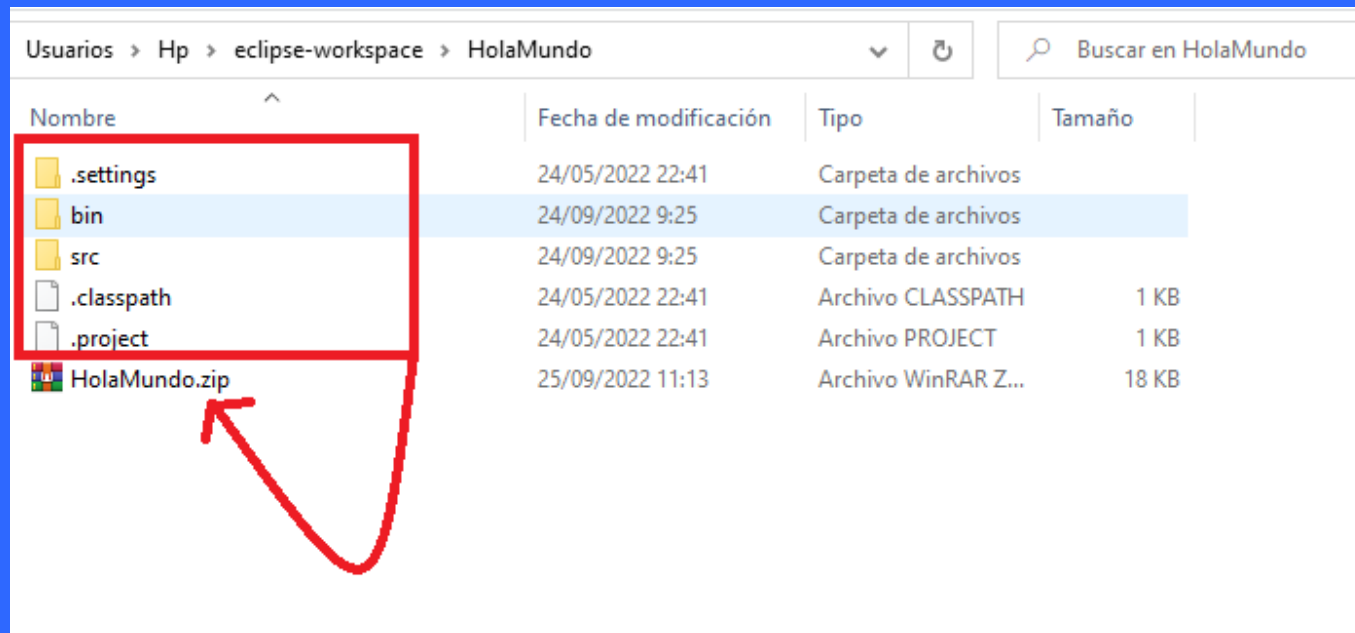 Usuarios > Hp > eclipse-workspace > HolaMundo Buscar en HolaMundo
Nombre Fecha de modificación Tipo Tamaño
.settings 24/05/2022 22:41 Carpeta de archivos
bin 24/09/2022 9:25 Carpeta de archivos
src 24/09/2022 9:25 Carpeta de archivos
.classpath 24/05/2022 22:41 Archivo CLASSPATH 1 KB
.project 24/05/2022 22:41 Archivo PROJECT 1 KB
HolaMundo.zip 25/09/2022 11:13 Archivo WinRAR Z... 18 KB